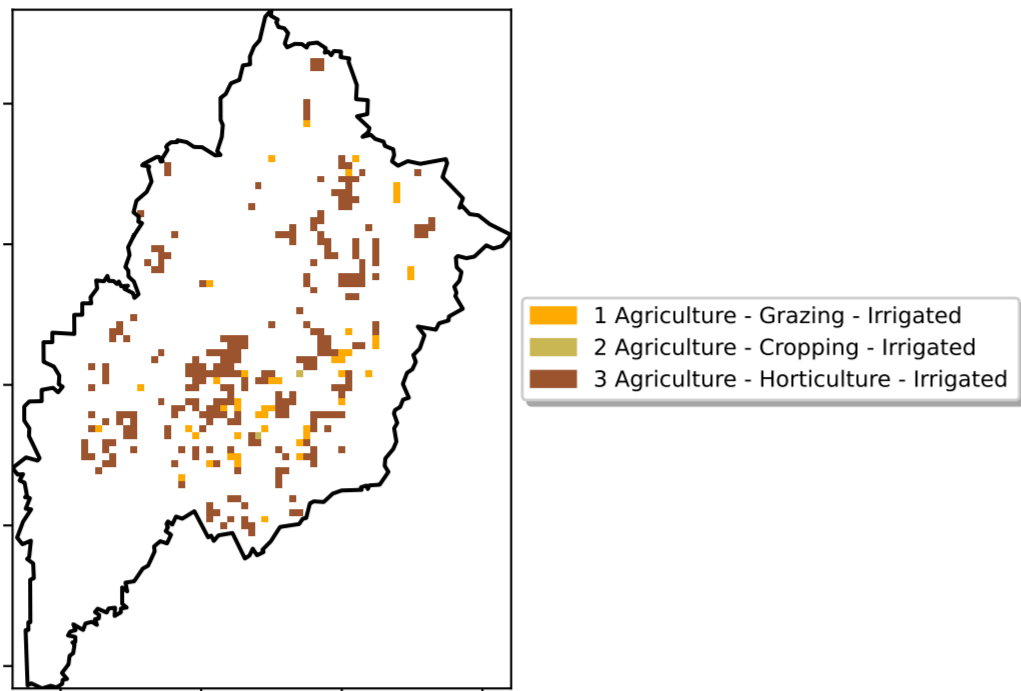 1 Agriculture - Grazing - Irrigated
2 Agriculture - Cropping - Irrigated
3 Agriculture - Horticulture - Irrigated